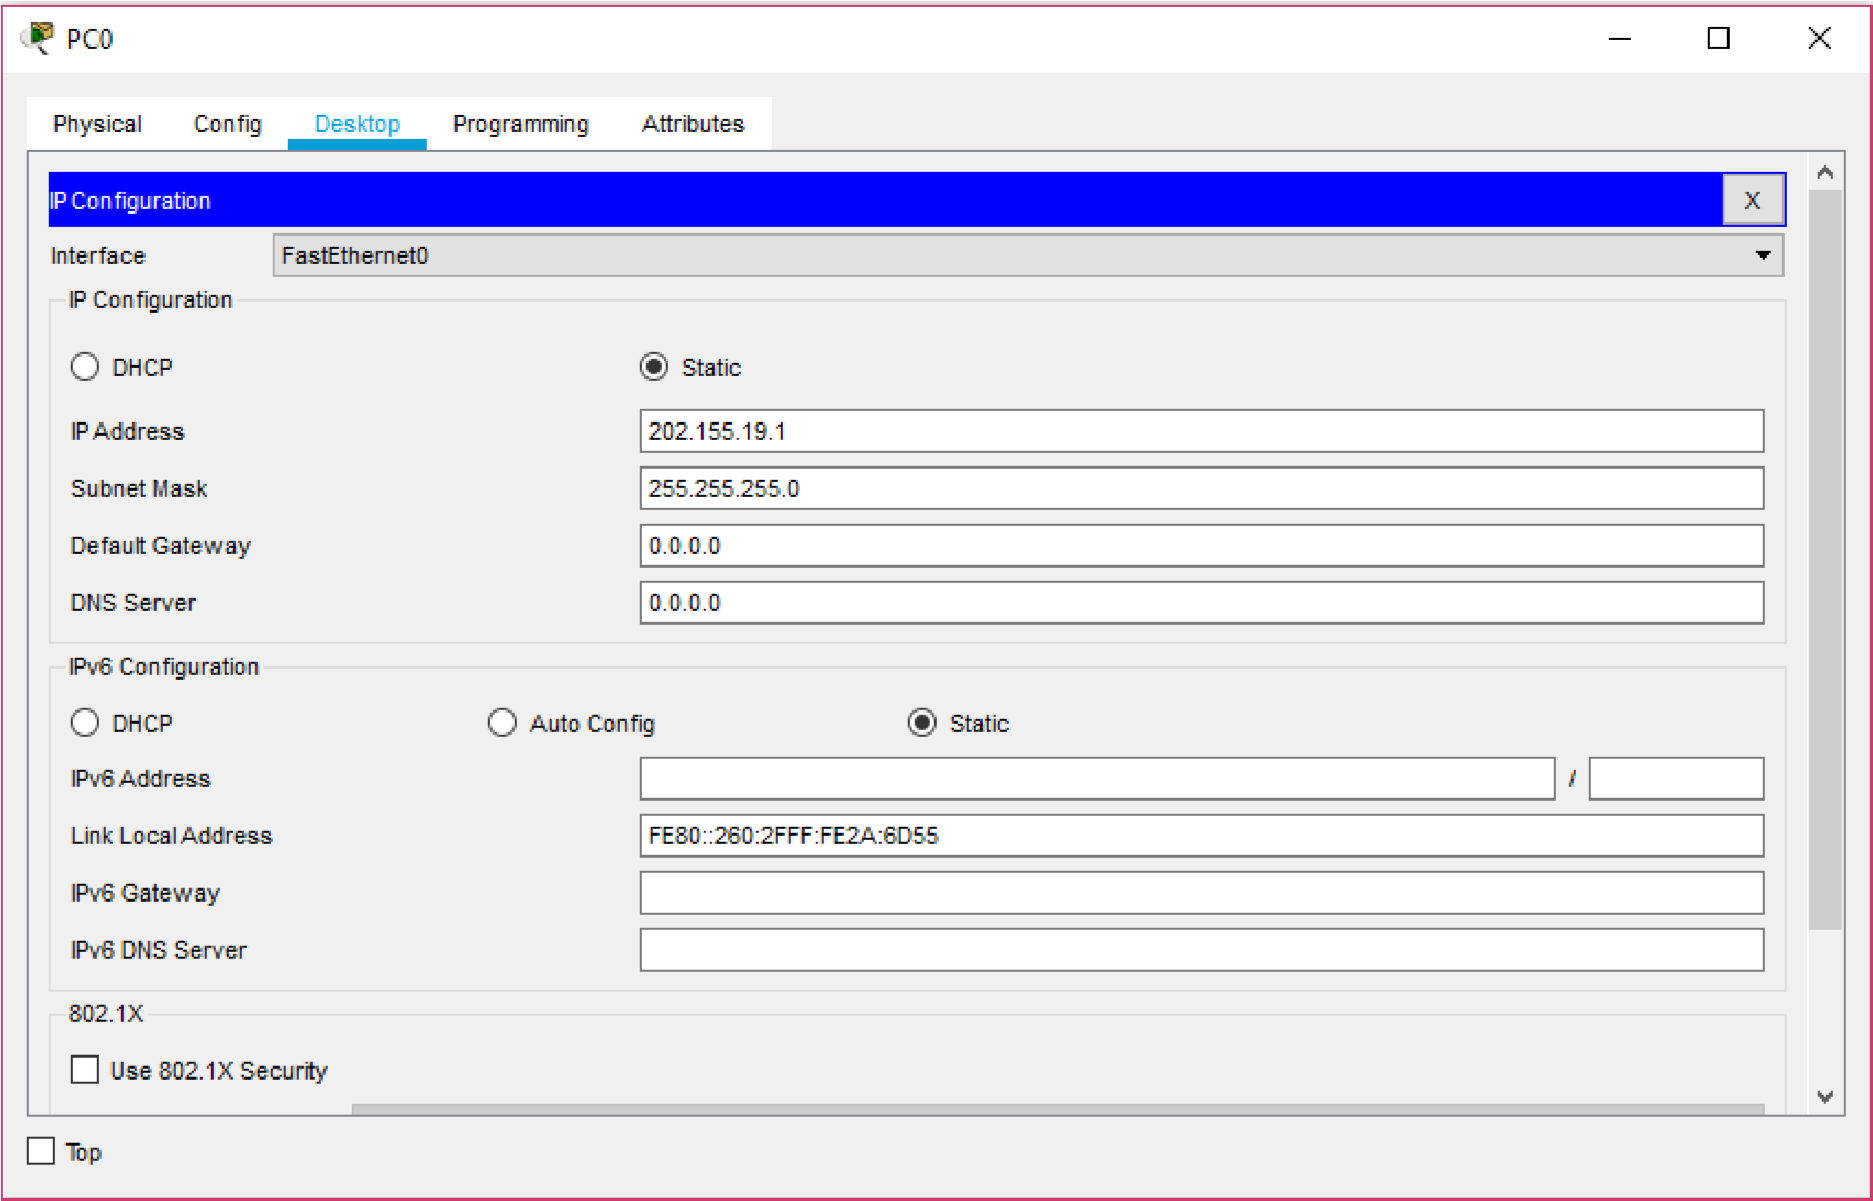 PC0
Physical Config Desktop Programming Attributes
IP Configuration X
Interface FastEthernet0
IP Configuration
DHCP Static
IP Address 202.155.19.1
Subnet Mask 255.255.255.0
Default Gateway 0.0.0.0
DNS Server 0.0.0.0
IPv6 Configuration
DHCP Auto Config Static
IPv6 Address /
Link Local Address FE80::260:2FFF:FE2A:6D55
IPv6 Gateway
IPv6 DNS Server
802.1X
Use 802.1X Security
Top